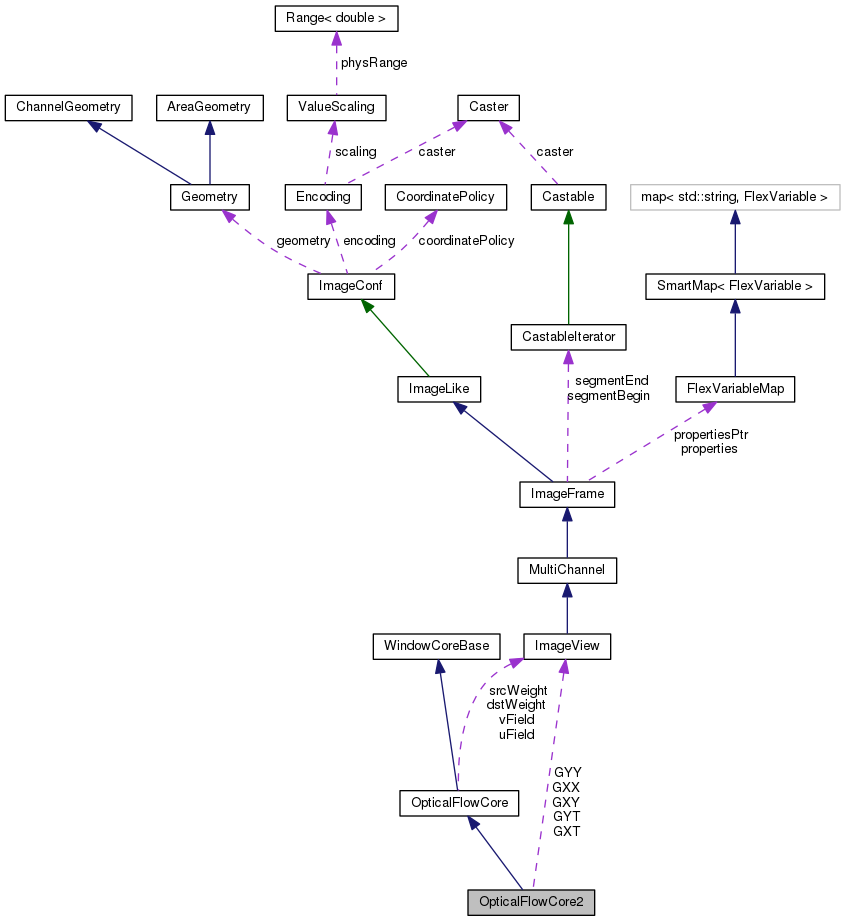 Range< double >
physRange
ChannelGeometry
AreaGeometry
ValueScaling
Caster
scaling
caster
caster
Geometry
Encoding
CoordinatePolicy
Castable
map< std::string, FlexVariable >
geometry
encoding
coordinatePolicy
ImageConf
SmartMap< FlexVariable >
CastableIterator
segmentEnd
segmentBegin
ImageLike
FlexVariableMap
propertiesPtr
properties
ImageFrame
MultiChannel
WindowCoreBase
ImageView
srcWeight
dstWeight
vField
uField
GYY
GXX
GXY
GYT
GXT
OpticalFlowCore
OpticalFlowCore2